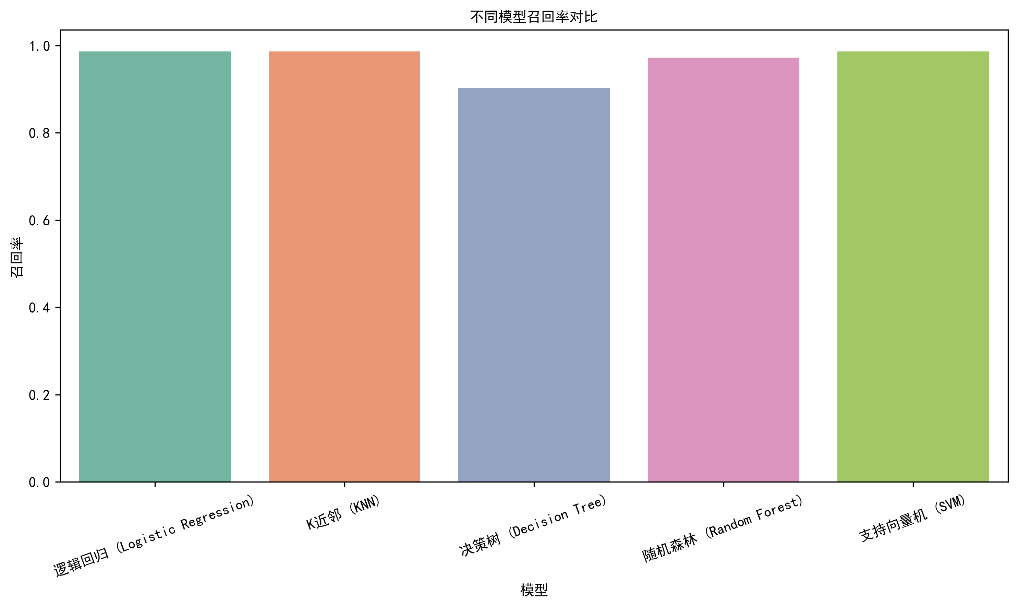 不同模型召回率对比
召回率
1.0
0.8
0.6
0.4
0.2
0.0
逻辑回归 (Logistic Regression)
K近邻 (KNN)
决策树 (Decision Tree)
随机森林 (Random Forest)
支持向量机 (SVM)
模型